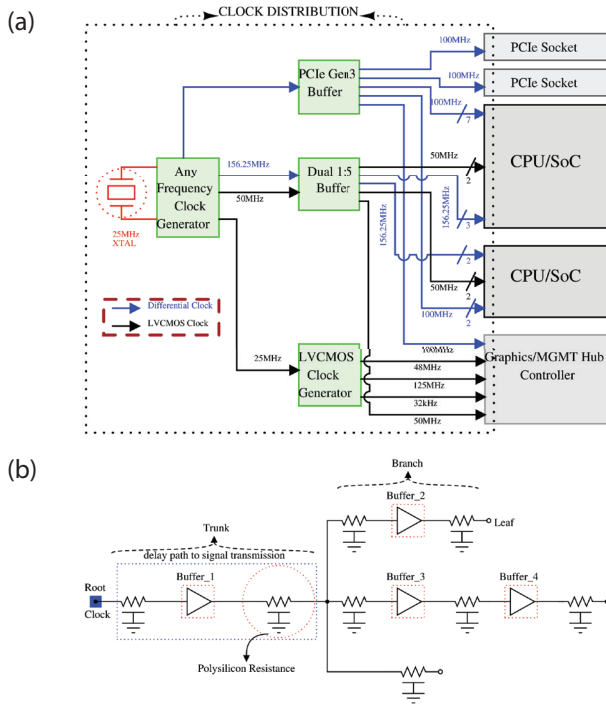 (a)
CLOCK DISTRIBUTION
100MHz
PCIe Socket
100MHz
PCIe Socket
PCIe Gen3
Buffer
100MHz
7
CPU/SoC
50MHz
2
Any
Frequency
Clock
Generator
156.25MHz
50MHz
Dual 1:5
Buffer
156.25MHz
156.25MHz
3
25MHz
XTAL
2
CPU/SoC
50MHz
2
100MHz
2
Differential Clock
LVCMOS Clock
25MHz
LVCMOS
Clock
Generator
100MHz
48MHz
125MHz
32kHz
50MHz
Graphics/MGMT Hub
Controller
(b)
Branch
Buffer_2
Leaf
Trunk
delay path to signal transmission
Root
Clock
Buffer_1
Buffer_3
Buffer_4
Polysilicon Resistance